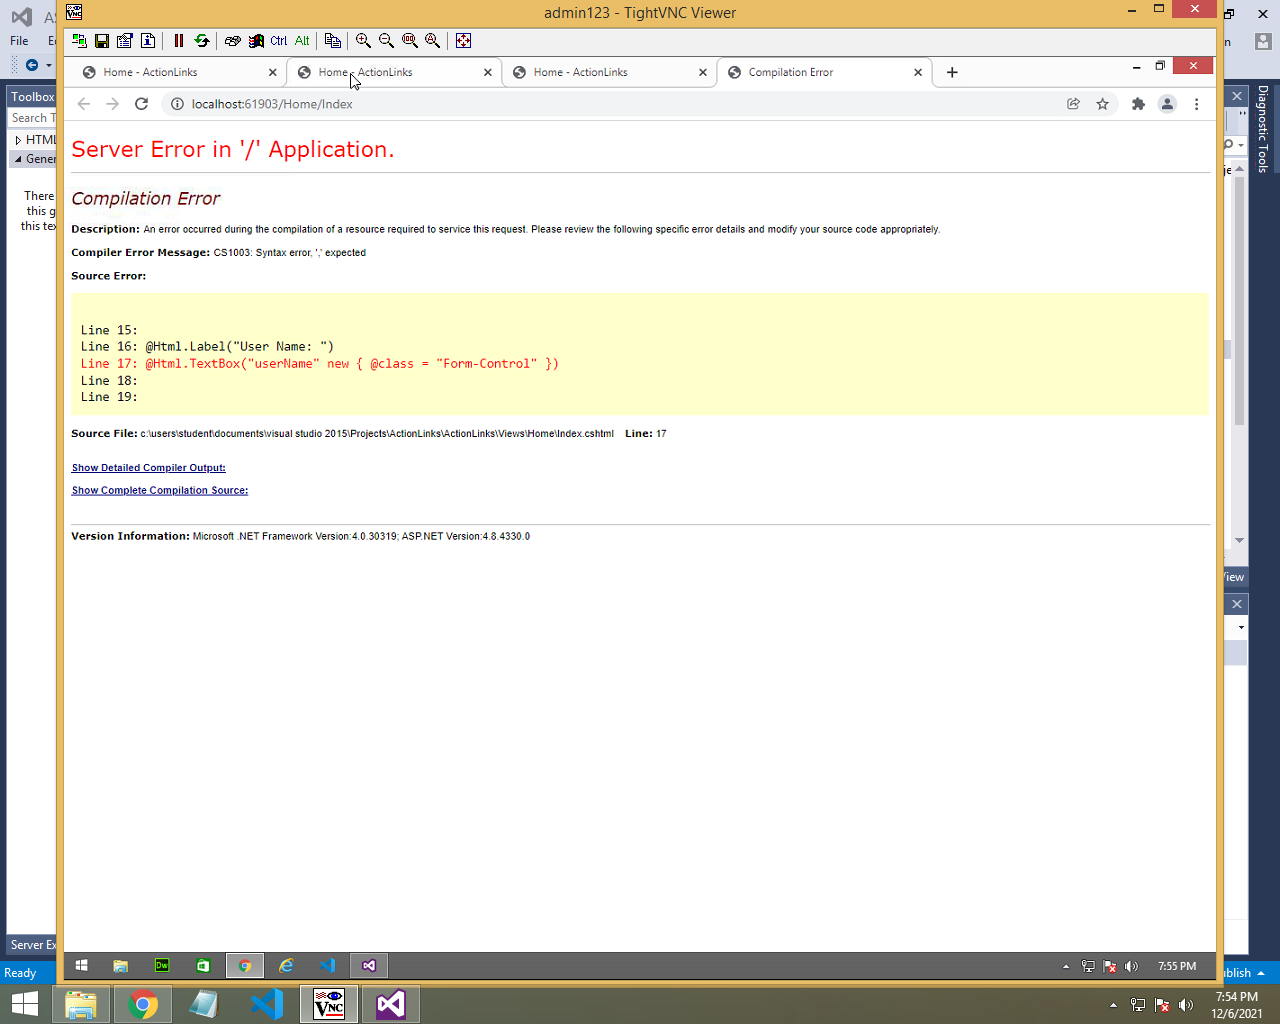 admin123 - TightVNC Viewer
File
Ctrl Alt
Home - ActionLinks
Home - ActionLinks
Home - ActionLinks
Compilation Error
localhost:61903/Home/Index
Toolbox
Search T
HTML
Gener
There
this g
this tex
Server Error in '/' Application.
Compilation Error
Description: An error occurred during the compilation of a resource required to service this request. Please review the following specific error details and modify your source code appropriately.
Compiler Error Message: CS1003: Syntax error, ',' expected
Source Error:
Line 15:
Line 16: @Html.Label("User Name: ")
Line 17: @Html.TextBox("userName" new { @class = "Form-Control" })
Line 18:
Line 19:
Source File: c:\users\student\documents\visual studio 2015\Projects\ActionLinks\ActionLinks\Views\Home\Index.cshtml Line: 17
Show Detailed Compiler Output:
Show Complete Compilation Source:
Version Information: Microsoft .NET Framework Version:4.0.30319; ASP.NET Version:4.8.4330.0
Diagnostic Tools
View
Server Ex
Ready
Dw
7:55 PM
ublish
VNC
7:54 PM
12/6/2021